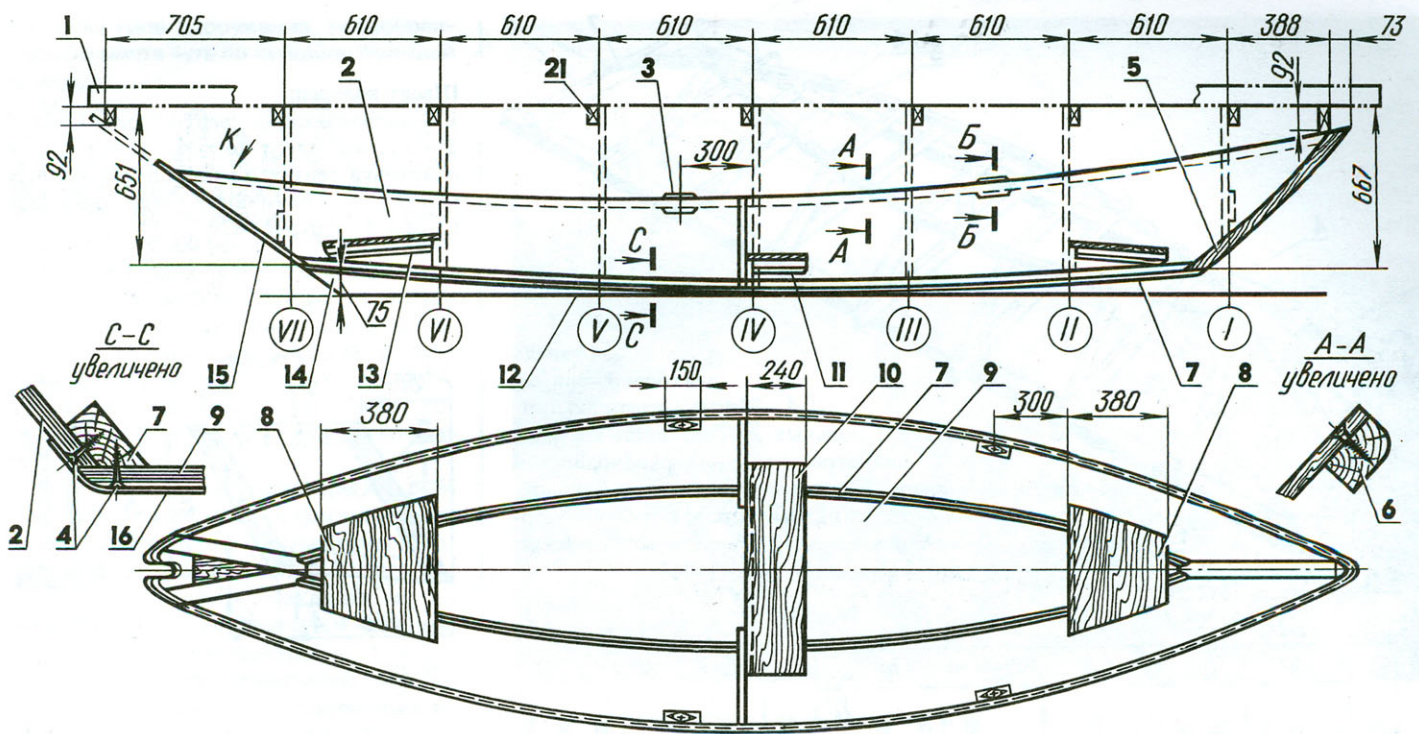 705 610 610 610 610 610 610 388 73
1 2 21 3 5
92
К 300 А Б
92 651 667
С А Б
75
С
VII VI V IV III II I
С-С
увеличено
15 14 13 12 11 10 7 9 7 8
А-А
увеличено
150 240
7 9 8 380 300 380
2 4 16
6